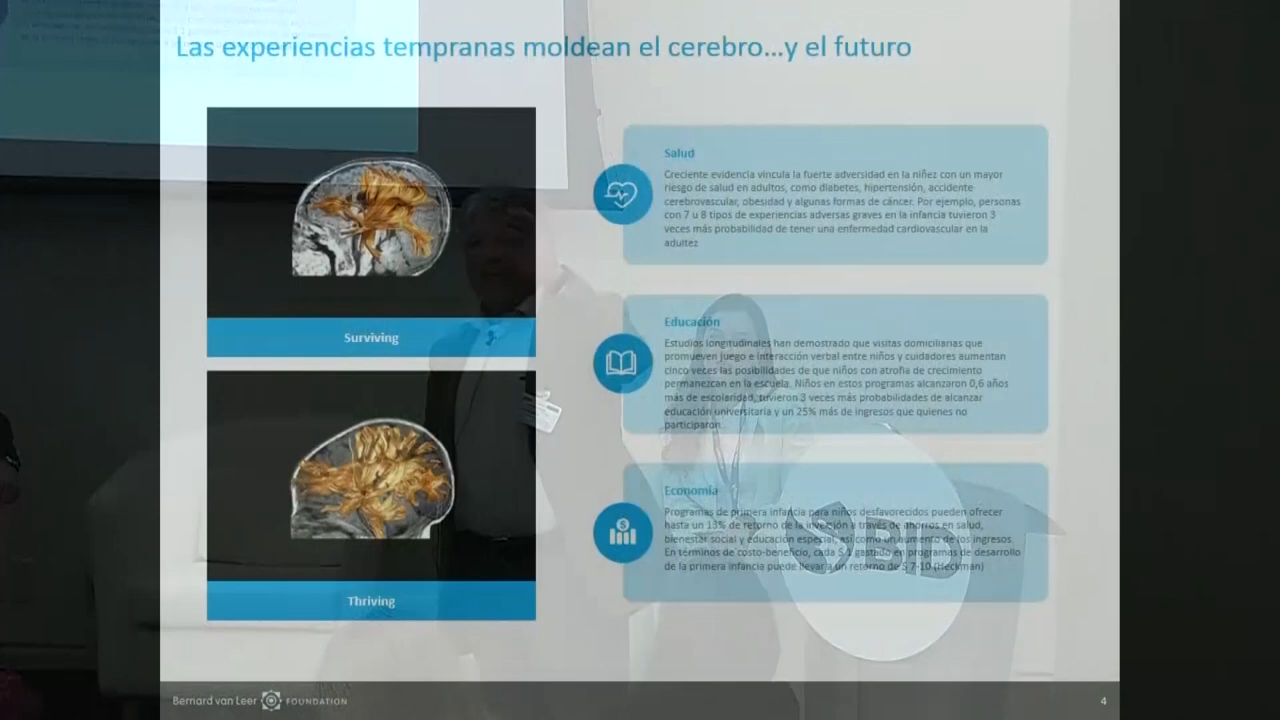 Las experiencias tempranas moldean el cerebro...y el futuro
Surviving
Thriving
Salud
Creciente evidencia vincula la fuerte adversidad en la niñez con un mayor
riesgo de salud en adultos, como diabetes, hipertensión, accidente
cerebrovascular, obesidad y algunas formas de cáncer. Por ejemplo, personas
con 7 u 8 tipos de experiencias adversas graves en la infancia tuvieron 3
veces más probabilidad de tener una enfermedad cardiovascular en la
adultez
Educación
Estudios longitudinales han demostrado que visitas domiciliarias que
promueven juego e interacción verbal entre niños y cuidadores aumentan
cinco veces las posibilidades de que niños con atrofia de crecimiento
permanezcan en la escuela. Niños en estos programas alcanzaron 0,6 años
más de escolaridad, tuvieron 3 veces más probabilidades de alcanzar
educación universitaria y un 25% más de ingresos que quienes no
participaron.
Economía
Programas de primera infancia para niños desfavorecidos pueden ofrecer
hasta un 13% de retorno de la inversión a través de ahorros en salud,
bienestar social y educación especial, así como un aumento de los ingresos.
En términos de costo-beneficio, cada $ 1 gastado en programas de desarrollo
de la primera infancia puede llevar a un retorno de $ 7-10 (Heckman)
BID
Bernard van Leer FOUNDATION
4